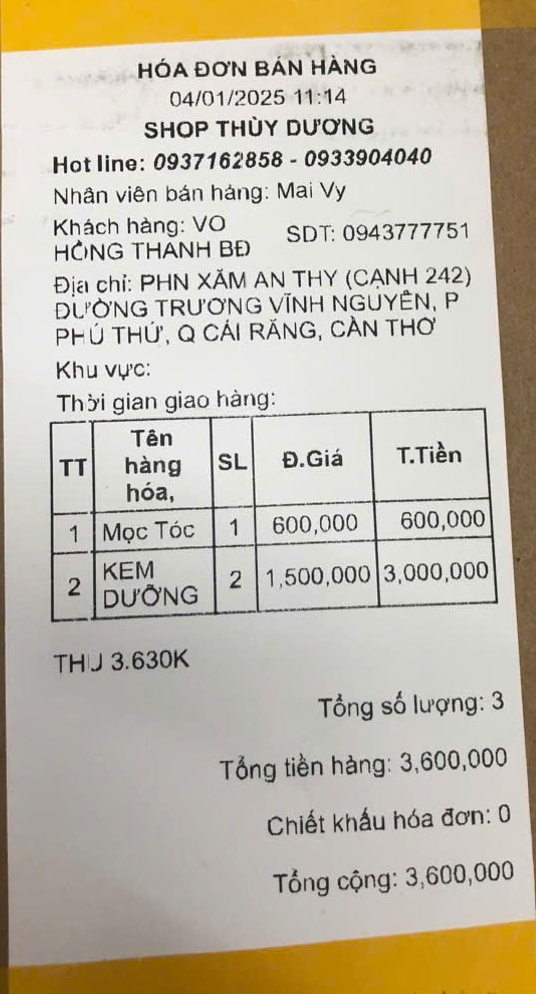 HÓA ĐƠN BÁN HÀNG
04/01/2025 11:14
SHOP THÙY DƯƠNG
Hot line: 0937162858 - 0933904040
Nhân viên bán hàng: Mai Vy
Khách hàng: VO HỒNG THANH BĐ SDT: 0943777751
Địa chỉ: PHN XĂM AN THY (CẠNH 242)
ĐƯỜNG TRƯƠNG VĨNH NGUYÊN, P
PHÚ THỨ, Q CÁI RĂNG, CẦN THƠ
Khu vực:
Thời gian giao hàng:
TT Tên hàng hóa, SL Đ.Giá T.Tiền
1 Mọc Tóc 1 600,000 600,000
2 KEM DƯỠNG 2 1,500,000 3,000,000
THU 3.630K
Tổng số lượng: 3
Tổng tiền hàng: 3,600,000
Chiết khấu hóa đơn: 0
Tổng cộng: 3,600,000